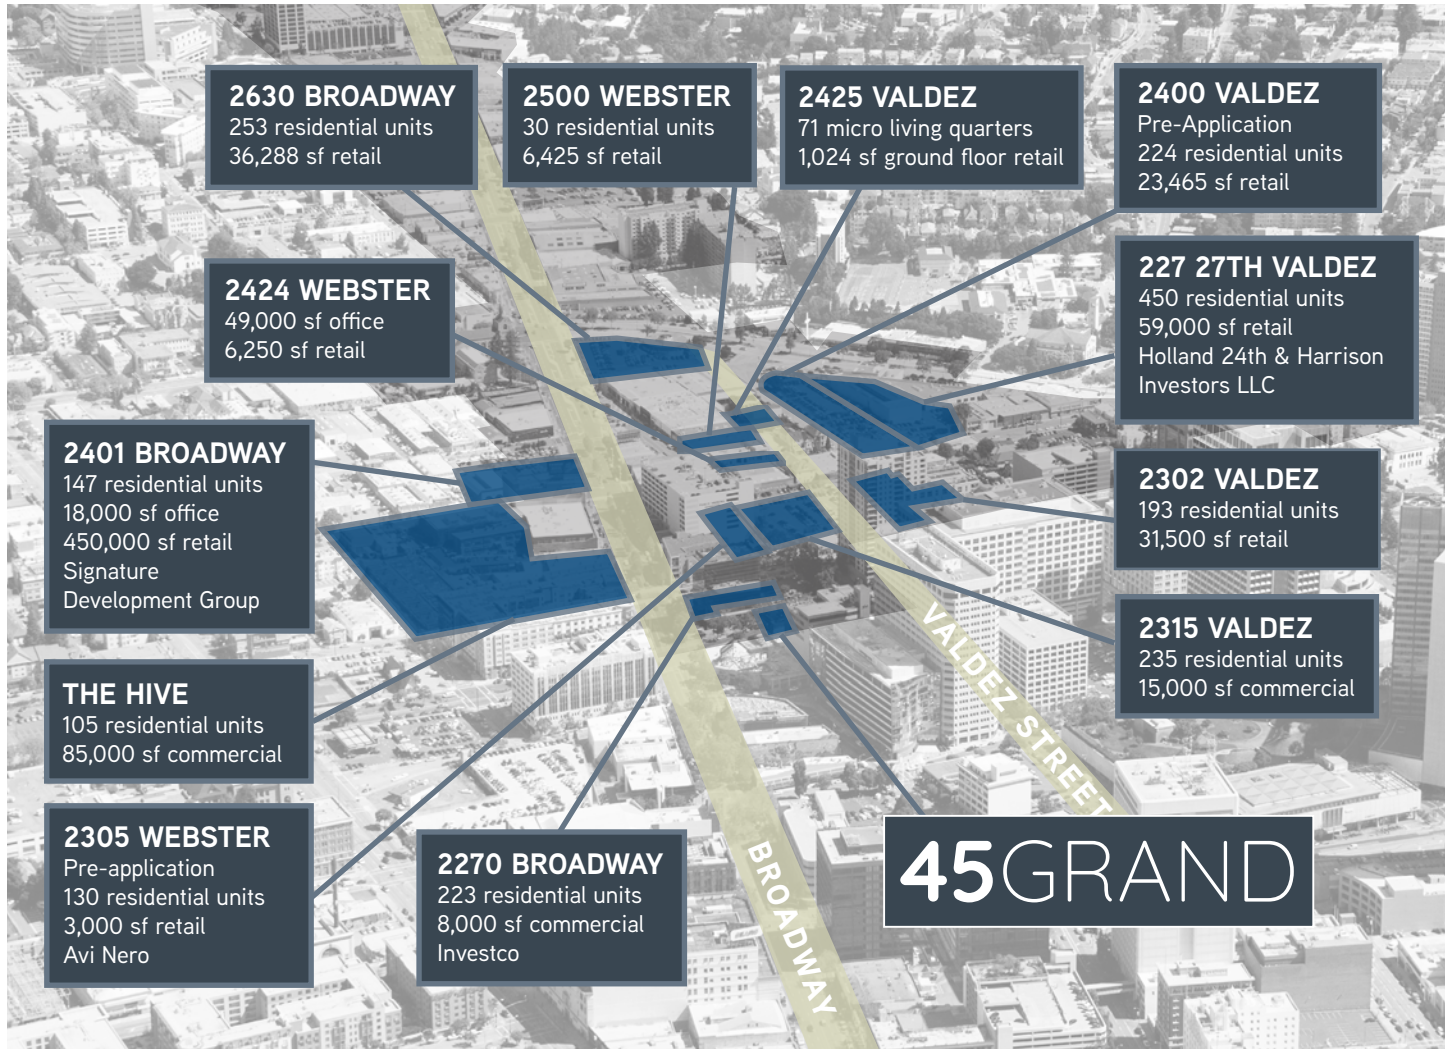 2630 BROADWAY
253 residential units
36,288 sf retail
2500 WEBSTER
30 residential units
6,425 sf retail
2425 VALDEZ
71 micro living quarters
1,024 sf ground floor retail
2400 VALDEZ
Pre-Application
224 residential units
23,465 sf retail
2424 WEBSTER
49,000 sf office
6,250 sf retail
227 27TH VALDEZ
450 residential units
59,000 sf retail
Holland 24th & Harrison
Investors LLC
2401 BROADWAY
147 residential units
18,000 sf office
450,000 sf retail
Signature
Development Group
2302 VALDEZ
193 residential units
31,500 sf retail
2315 VALDEZ
235 residential units
15,000 sf commercial
THE HIVE
105 residential units
85,000 sf commercial
2305 WEBSTER
Pre-application
130 residential units
3,000 sf retail
Avi Nero
2270 BROADWAY
223 residential units
8,000 sf commercial
Investco
VALDEZ STREET
BROADWAY
45GRAND